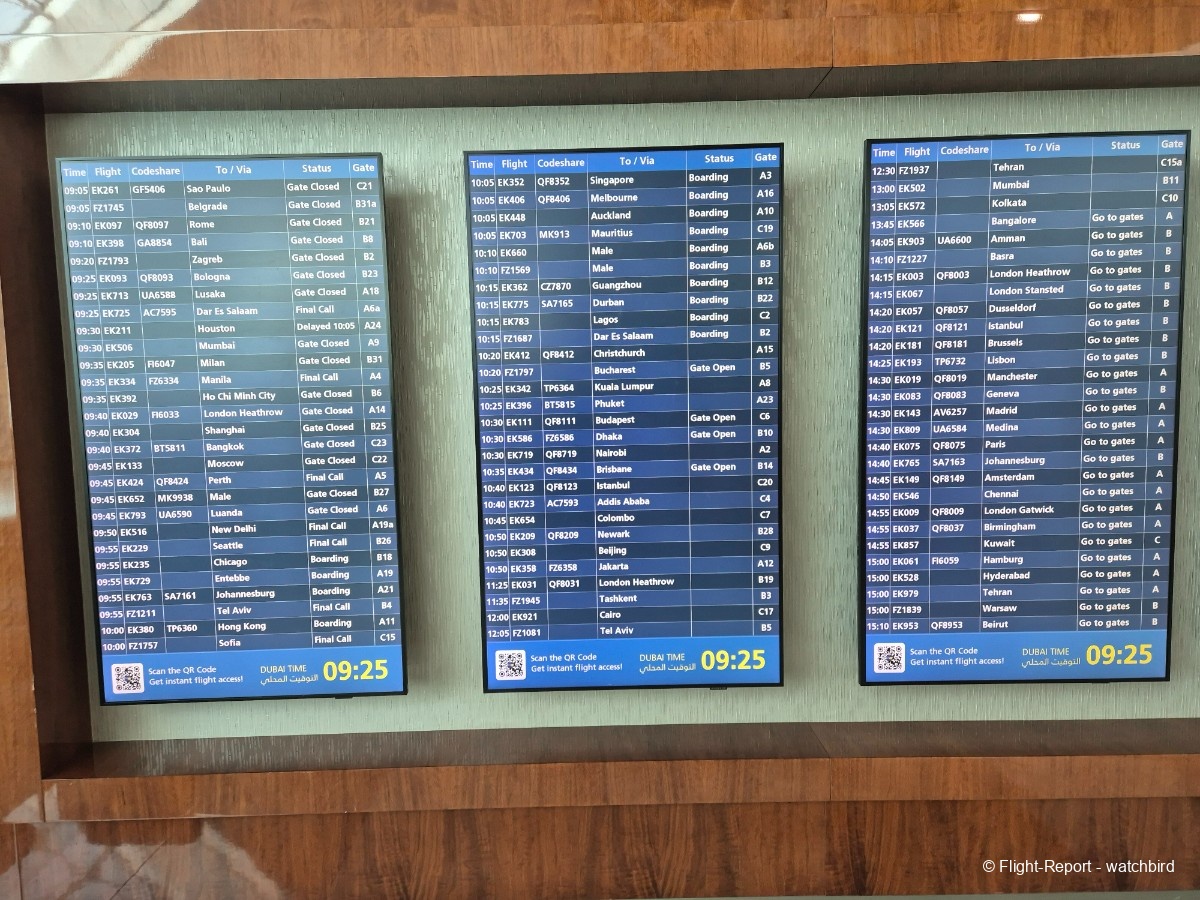 Time Flight Codeshare To / Via Status Gate
09:05 EK261 GF5406 Sao Paulo Gate Closed C21
09:05 FZ1745 Belgrade Gate Closed B31a
09:10 EK097 QF8097 Rome Gate Closed B21
09:10 EK398 GA8854 Bali Gate Closed B8
09:20 FZ1793 Zagreb Gate Closed B2
09:25 EK093 QF8093 Bologna Gate Closed B23
09:25 EK713 UA6588 Lusaka Gate Closed A18
09:25 EK725 AC7595 Dar Es Salaam Final Call A6a
09:30 EK211 Houston Delayed 10:05 A24
09:30 EK506 Mumbai Gate Closed A9
09:35 EK205 FI6047 Milan Gate Closed B31
09:35 EK334 FZ6334 Manila Final Call A4
09:35 EK392 Ho Chi Minh City Gate Closed B6
09:40 EK029 FI6033 London Heathrow Gate Closed A14
09:40 EK304 Shanghai Gate Closed B25
09:40 EK372 BT5811 Bangkok Gate Closed C23
09:45 EK133 Moscow Gate Closed C22
09:45 EK424 QF8424 Perth Final Call A5
09:45 EK652 MK9938 Male Gate Closed B27
09:45 EK793 UA6590 Luanda Gate Closed A6
09:50 EK516 New Delhi Final Call A19a
09:55 EK229 Seattle Final Call B26
09:55 EK235 Chicago Boarding B18
09:55 EK729 Entebbe Boarding A19
09:55 EK763 SA7161 Johannesburg Boarding A21
09:55 FZ1211 Tel Aviv Final Call B4
10:00 EK380 TP6360 Hong Kong Boarding A11
10:00 FZ1757 Sofia Final Call C15
Scan the QR Code
Get instant flight access!
DUBAI TIME
التوقيت المحلي
09:25
Time Flight Codeshare To / Via Status Gate
10:05 EK352 QF8352 Singapore Boarding A3
10:05 EK406 QF8406 Melbourne Boarding A16
10:05 EK448 Auckland Boarding A10
10:05 EK703 MK913 Mauritius Boarding C19
10:10 EK660 Male Boarding A6b
10:10 FZ1569 Male Boarding B3
10:15 EK362 CZ7870 Guangzhou Boarding B12
10:15 EK775 SA7165 Durban Boarding B22
10:15 EK783 Lagos Boarding C2
10:15 FZ1687 Dar Es Salaam Boarding B2
10:20 EK412 QF8412 Christchurch A15
10:20 FZ1797 Bucharest Gate Open B5
10:25 EK342 TP6364 Kuala Lumpur A8
10:25 EK396 BT5815 Phuket A23
10:30 EK111 QF8111 Budapest Gate Open C6
10:30 EK586 FZ6586 Dhaka Gate Open B10
10:30 EK719 QF8719 Nairobi A2
10:35 EK434 QF8434 Brisbane Gate Open B14
10:40 EK123 QF8123 Istanbul C20
10:40 EK723 AC7593 Addis Ababa C4
10:45 EK654 Colombo C7
10:50 EK209 QF8209 Newark B28
10:50 EK308 Beijing C9
10:50 EK358 FZ6358 Jakarta A12
11:25 EK031 QF8031 London Heathrow B19
11:35 FZ1945 Tashkent B3
12:00 EK921 Cairo C17
12:05 FZ1081 Tel Aviv B5
Scan the QR Code
Get instant flight access!
DUBAI TIME
التوقيت المحلي
09:25
Time Flight Codeshare To / Via Status Gate
12:30 FZ1937 Tehran C15a
13:00 EK502 Mumbai B11
13:05 EK572 Kolkata C10
13:45 EK566 Bangalore Go to gates A
14:05 EK903 UA6600 Amman Go to gates B
14:10 FZ1227 Basra Go to gates B
14:15 EK003 QF8003 London Heathrow Go to gates B
14:15 EK067 London Stansted Go to gates B
14:20 EK057 QF8057 Dusseldorf Go to gates B
14:20 EK121 QF8121 Istanbul Go to gates B
14:20 EK181 QF8181 Brussels Go to gates B
14:25 EK193 TP6732 Lisbon Go to gates B
14:30 EK019 QF8019 Manchester Go to gates A
14:30 EK083 QF8083 Geneva Go to gates B
14:30 EK143 AV6257 Madrid Go to gates A
14:30 EK809 UA6584 Medina Go to gates A
14:40 EK075 QF8075 Paris Go to gates A
14:40 EK765 SA7163 Johannesburg Go to gates B
14:45 EK149 QF8149 Amsterdam Go to gates A
14:50 EK546 Chennai Go to gates A
14:55 EK009 QF8009 London Gatwick Go to gates A
14:55 EK037 QF8037 Birmingham Go to gates A
14:55 EK857 Kuwait Go to gates C
15:00 EK061 FI6059 Hamburg Go to gates A
15:00 EK528 Hyderabad Go to gates A
15:00 EK979 Tehran Go to gates A
15:00 FZ1839 Warsaw Go to gates B
15:10 EK953 QF8953 Beirut Go to gates B
Scan the QR Code
Get instant flight access!
DUBAI TIME
التوقيت المحلي
09:25
© Flight-Report - watchbird